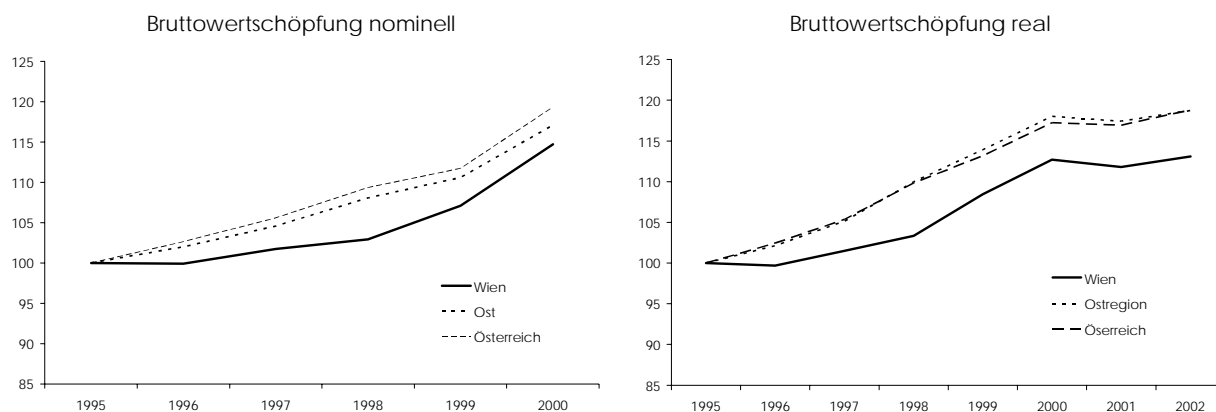 Bruttowertschöpfung nominell
125
120
115
110
105
100
95
90
85
1995 1996 1997 1998 1999 2000
Wien
Ost
Österreich
Bruttowertschöpfung real
125
120
115
110
105
100
95
90
85
1995 1996 1997 1998 1999 2000 2001 2002
Wien
Ostregion
Öserreich